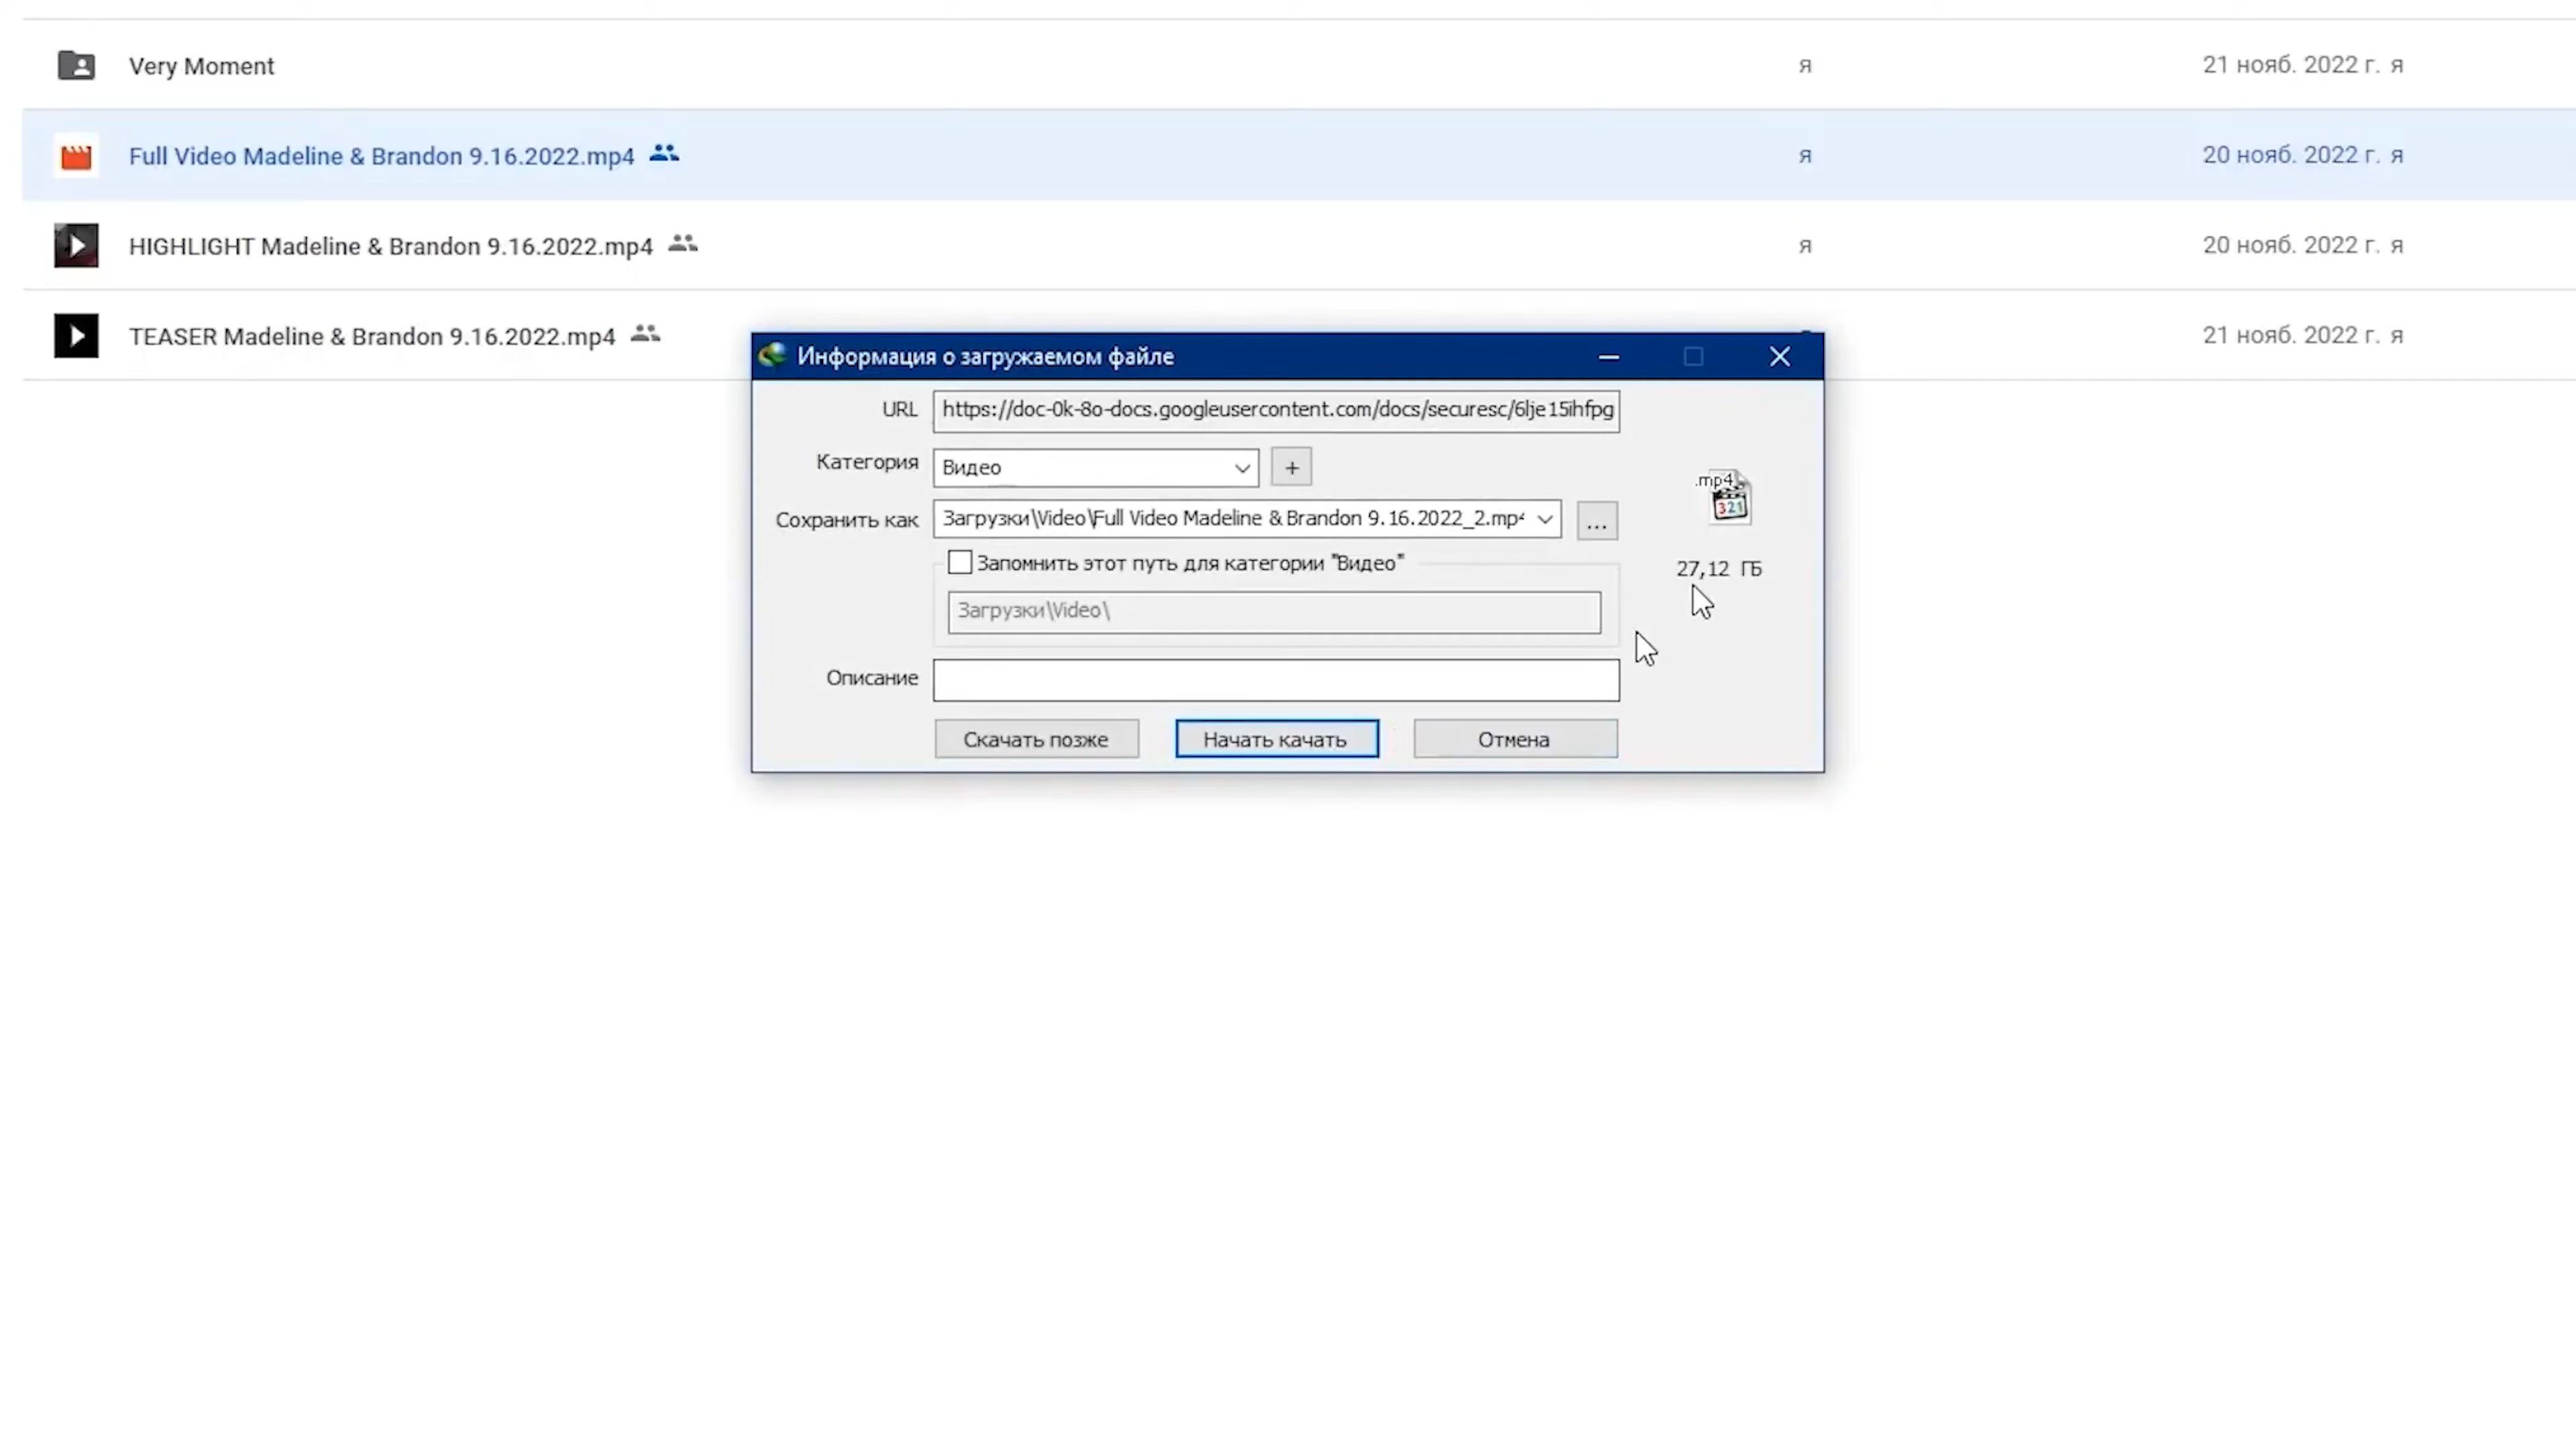 Very Moment я 21 нояб. 2022 г. я
Full Video Madeline & Brandon 9.16.2022.mp4 я 20 нояб. 2022 г. я
HIGHLIGHT Madeline & Brandon 9.16.2022.mp4 я 20 нояб. 2022 г. я
TEASER Madeline & Brandon 9.16.2022.mp4 21 нояб. 2022 г. я
Информация о загружаемом файле
URL https://doc-0k-8o-docs.googleusercontent.com/docs/securesc/6lje15ihfpg
Категория Видео +
.mp4
321
Сохранить как Загрузки\Video\Full Video Madeline & Brandon 9.16.2022_2.mp4 ...
Запомнить этот путь для категории "Видео"
27,12 ГБ
Загрузки\Video\
Описание
Скачать позже Начать качать Отмена